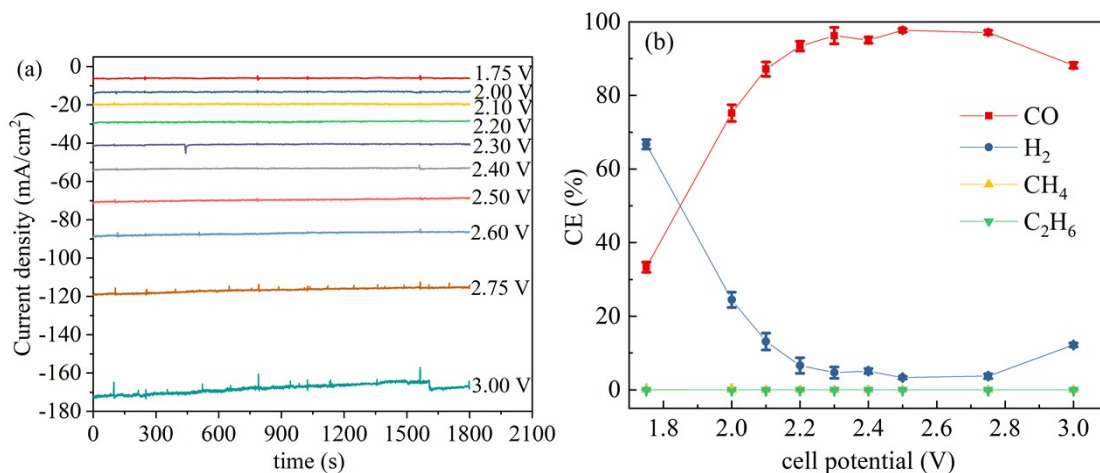 (a)
Current density (mA/cm²)
0
-20
-40
-60
-80
-100
-120
-140
-160
-180
1.75 V
2.00 V
2.10 V
2.20 V
2.30 V
2.40 V
2.50 V
2.60 V
2.75 V
3.00 V
0 300 600 900 1200 1500 1800 2100
time (s)
(b)
CE (%)
100
80
60
40
20
0
CO
H₂
CH₄
C₂H₆
1.8 2.0 2.2 2.4 2.6 2.8 3.0
cell potential (V)